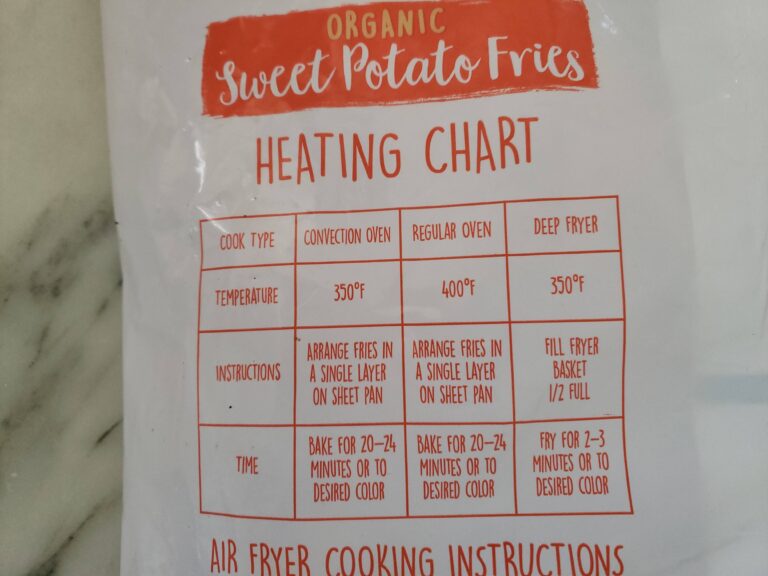 ORGANIC
Sweet Potato Fries
HEATING CHART
COOK TYPE CONVECTION OVEN REGULAR OVEN DEEP FRYER
TEMPERATURE 350°F 400°F 350°F
INSTRUCTIONS
ARRANGE FRIES IN
A SINGLE LAYER
ON SHEET PAN
ARRANGE FRIES IN
A SINGLE LAYER
ON SHEET PAN
FILL FRYER
BASKET
1/2 FULL
TIME
BAKE FOR 20–24
MINUTES OR TO
DESIRED COLOR
BAKE FOR 20–24
MINUTES OR TO
DESIRED COLOR
FRY FOR 2–3
MINUTES OR TO
DESIRED COLOR
AIR FRYER COOKING INSTRUCTIONS